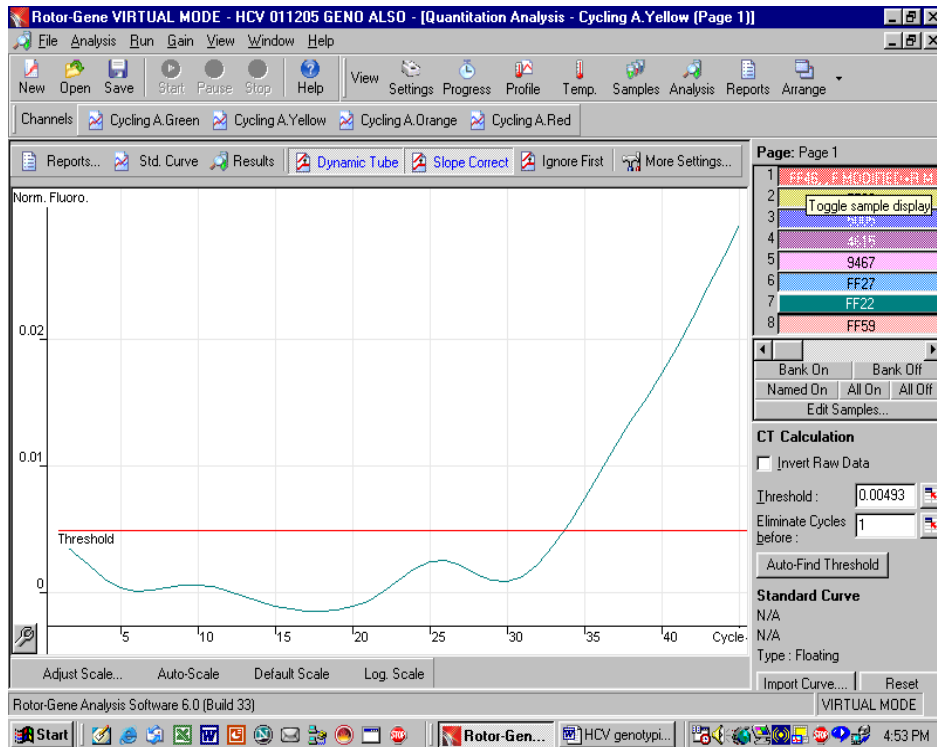 Rotor-Gene VIRTUAL MODE - HCV 011205 GENO ALSO - [Quantitation Analysis - Cycling A.Yellow (Page 1)]
File Analysis Run Gain View Window Help
New Open Save Start Pause Stop Help View Settings Progress Profile Temp. Samples Analysis Reports Arrange
Channels Cycling A.Green Cycling A.Yellow Cycling A.Orange Cycling A.Red
Reports... Std. Curve Results Dynamic Tube Slope Correct Ignore First More Settings...
Norm. Fluoro.
0.02
0.01
Threshold
0
5 10 15 20 25 30 35 40 Cycle
Adjust Scale... Auto-Scale Default Scale Log. Scale
Page: Page 1
1
2
Toggle sample display
3
4 4615
5 9467
6 FF27
7 FF22
8 FF59
Bank On Bank Off
Named On All On All Off
Edit Samples...
CT Calculation
Invert Raw Data
Threshold : 0.00493
Eliminate Cycles before : 1
Auto-Find Threshold
Standard Curve
N/A
N/A
Type : Floating
Import Curve.... Reset
Rotor-Gene Analysis Software 6.0 (Build 33) VIRTUAL MODE
Start Rotor-Gen... HCV genotypi... 4:53 PM